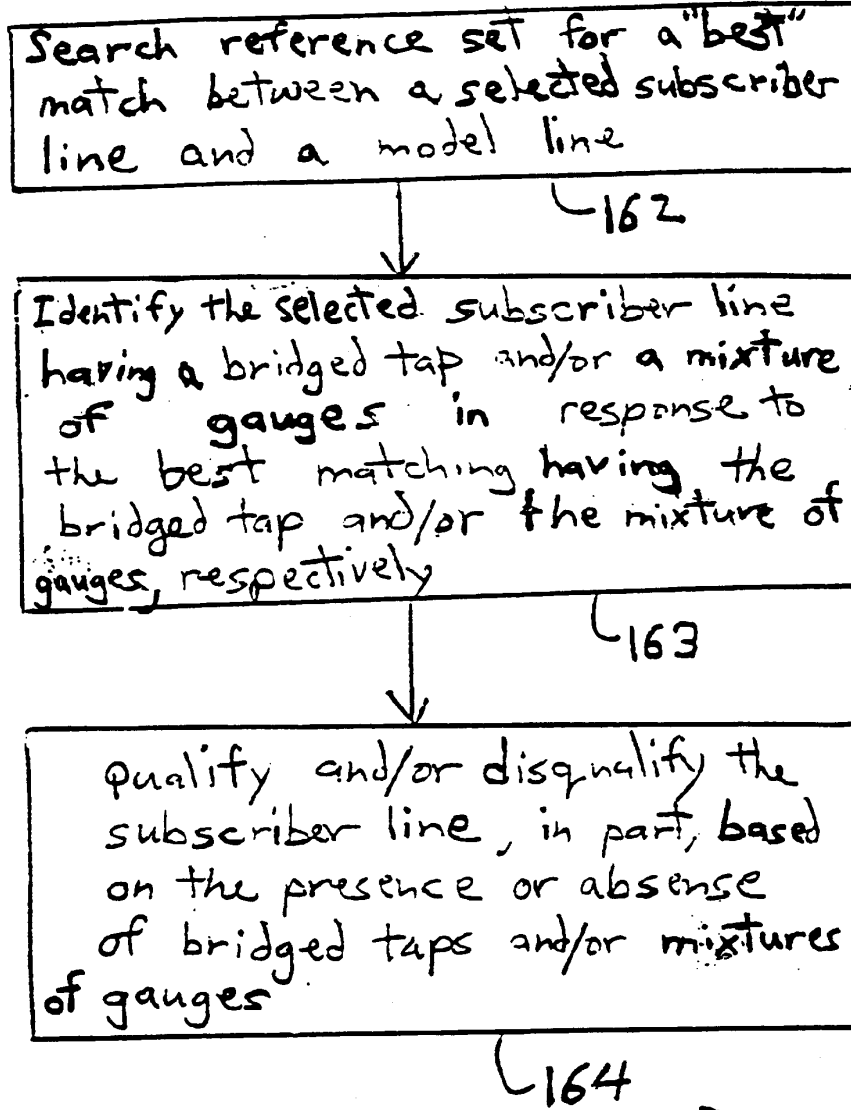 Search reference set for a "best"
match between a selected subscriber
line and a model line
162
Identify the selected subscriber line
having a bridged tap and/or a mixture
of gauges in response to
the best matching having the
bridged tap and/or the mixture of
gauges, respectively
163
Qualify and/or disqualify the
subscriber line, in part, based
on the presence or absense
of bridged taps and/or mixtures
of gauges
164